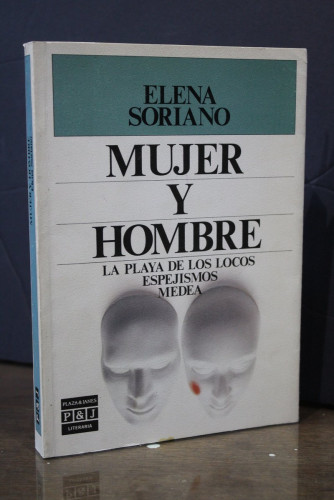 ELENA
SORIANO
MUJER
Y
HOMBRE
LA PLAYA DE LOS LOCOS
ESPEJISMOS
MEDEA
PLAZA & JANES
P&J
LITERARIA